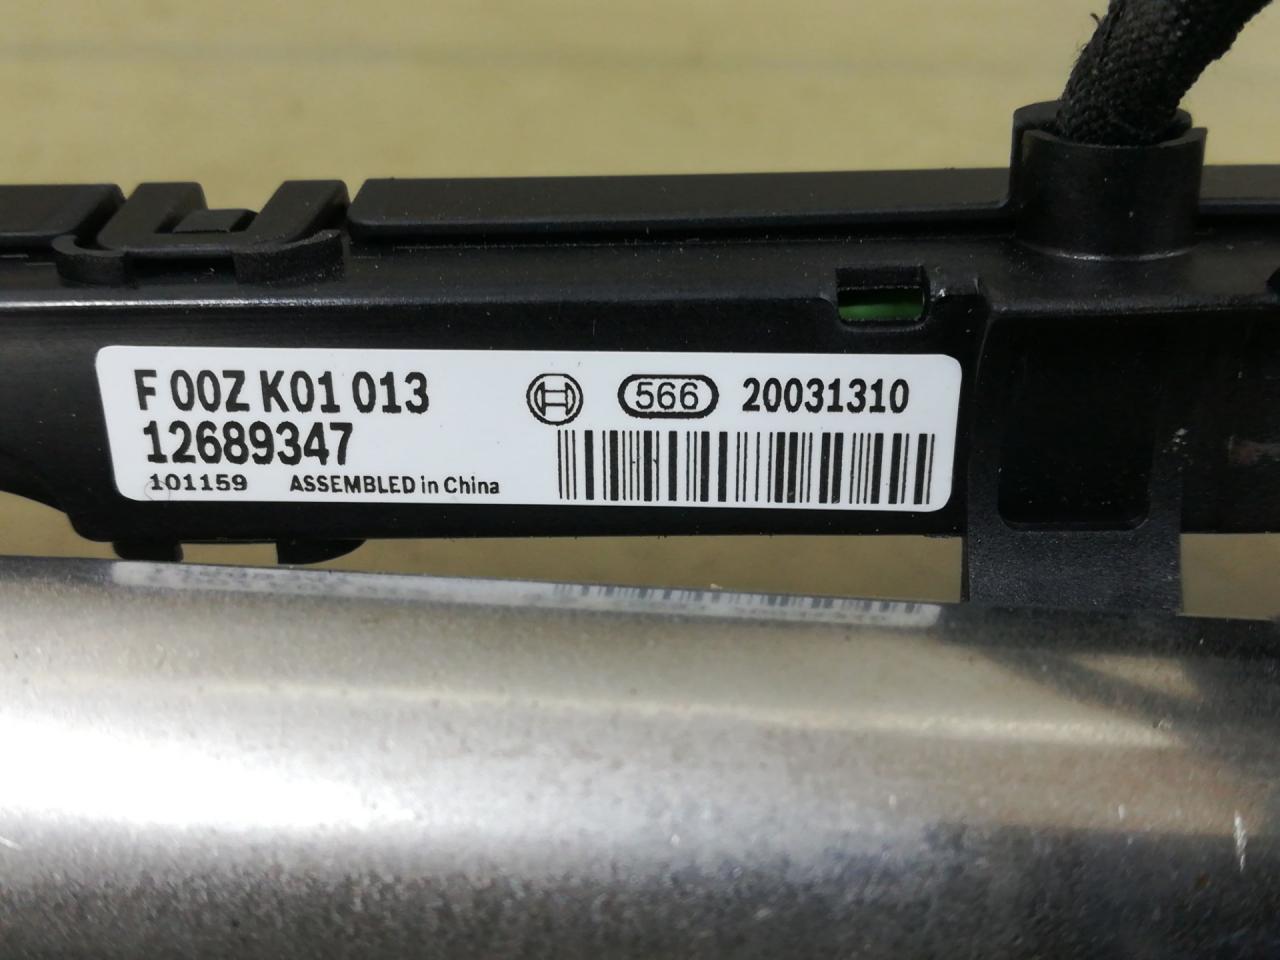 F 00Z K01 013
12689347
101159 ASSEMBLED in China
566 20031310